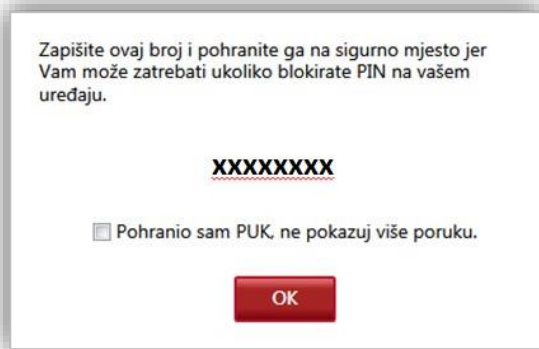 Zapišite ovaj broj i pohranite ga na sigurno mjesto jer
Vam može zatrebati ukoliko blokirate PIN na vašem
uređaju.
xxxxxxxx
Pohranio sam PUK, ne pokazuj više poruku.
OK